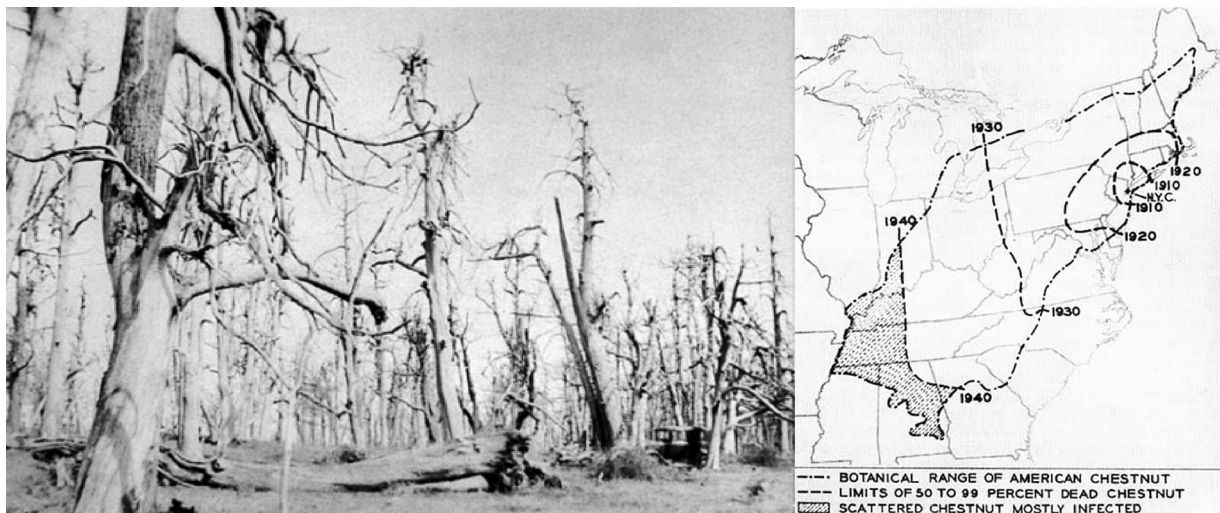 1930
1940
1920
1910
N.Y.C.
1910
1920
1930
1940
BOTANICAL RANGE OF AMERICAN CHESTNUT
LIMITS OF 50 TO 99 PERCENT DEAD CHESTNUT
SCATTERED CHESTNUT MOSTLY INFECTED